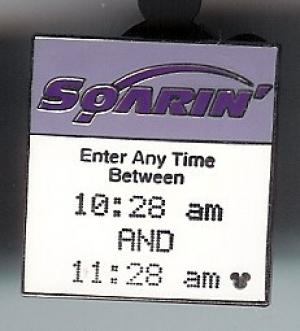 SOARIN'
Enter Any Time
Between
10:28 am
AND
11:28 am